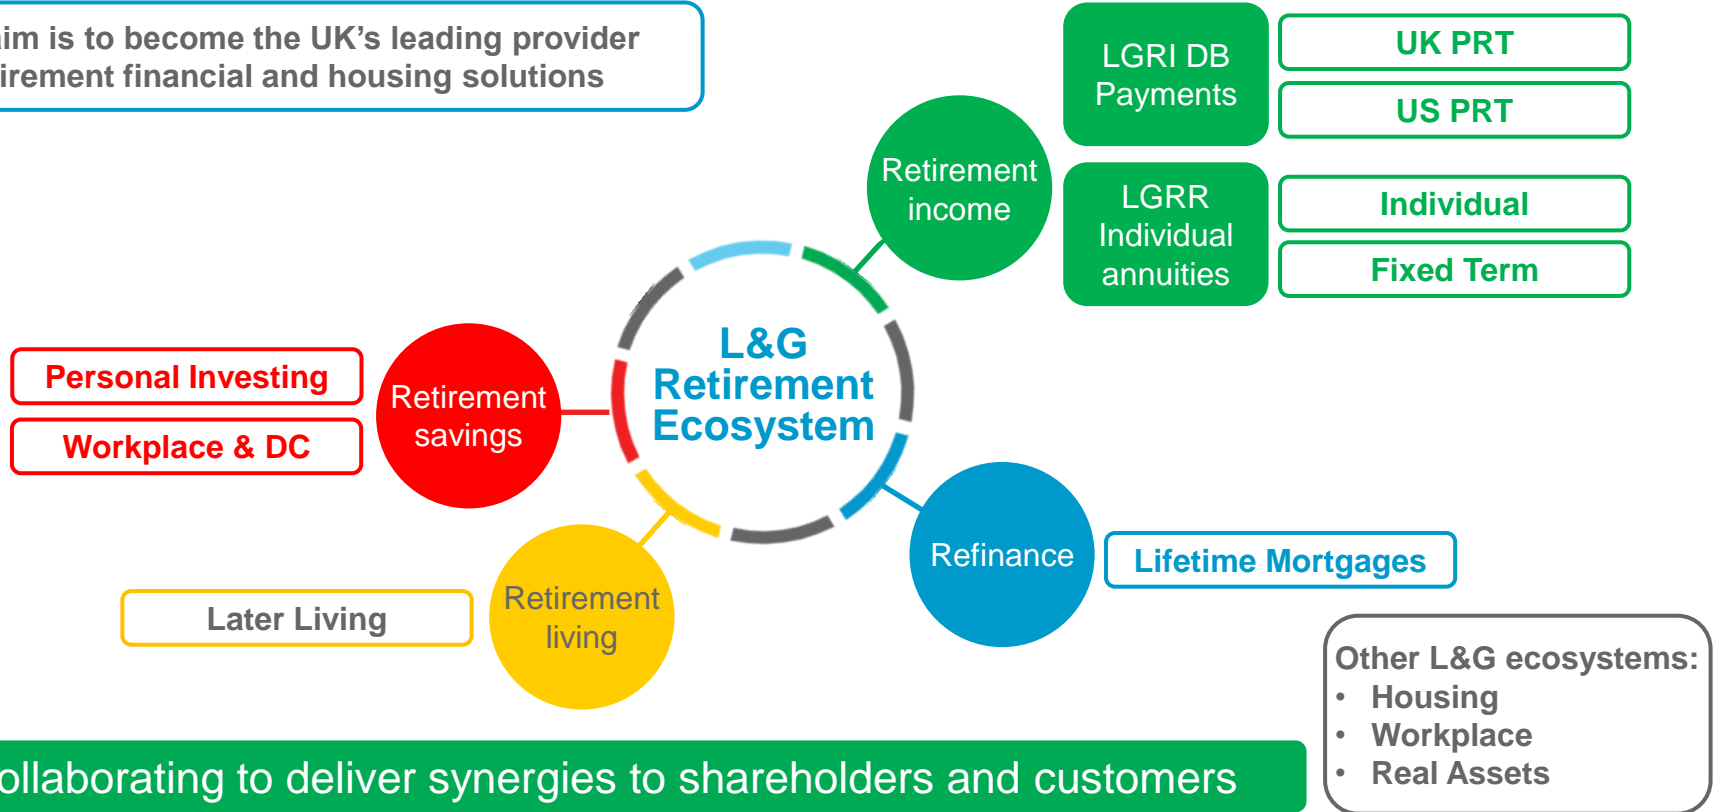 aim is to become the UK's leading provider
irement financial and housing solutions
LGRI DB
Payments
UK PRT
US PRT
Retirement
income
LGRR
Individual
annuities
Individual
Fixed Term
L&G
Retirement
Ecosystem
Personal Investing
Workplace & DC
Retirement
savings
Refinance
Lifetime Mortgages
Later Living
Retirement
living
Other L&G ecosystems:
• Housing
• Workplace
• Real Assets
ollaborating to deliver synergies to shareholders and customers